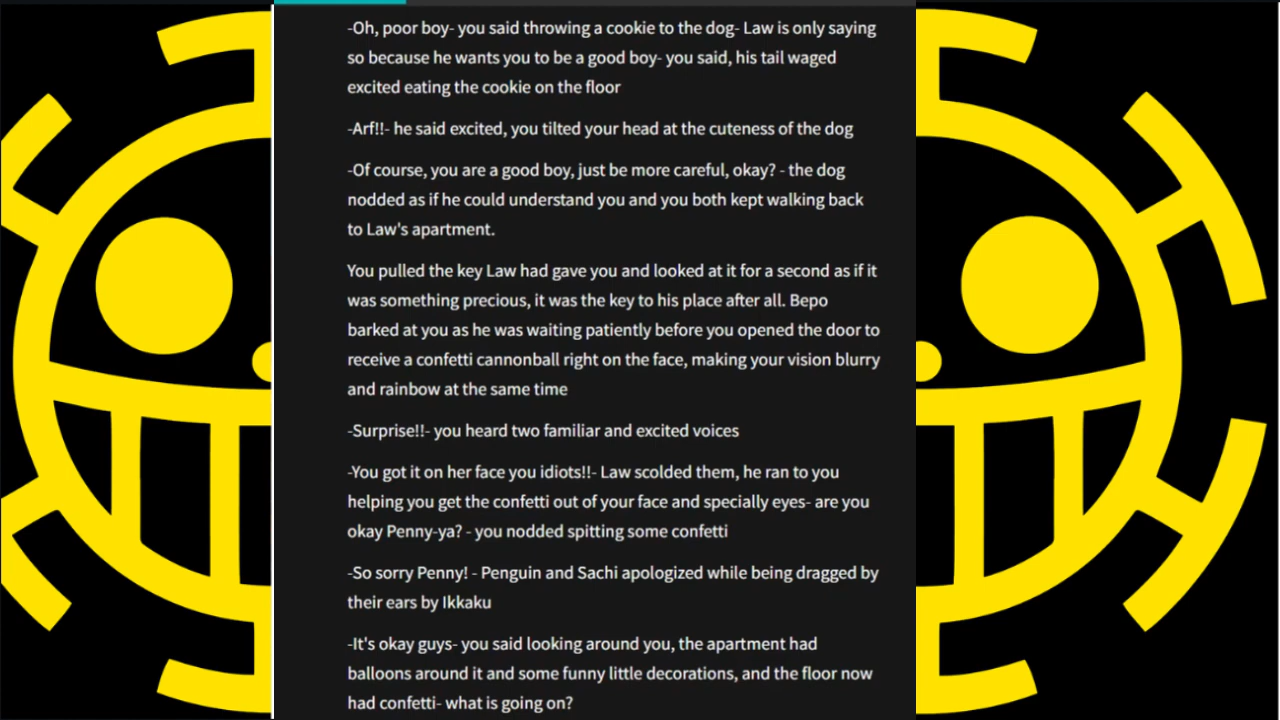 -Oh, poor boy- you said throwing a cookie to the dog- Law is only saying
so because he wants you to be a good boy- you said, his tail waged
excited eating the cookie on the floor
-Arf!!- he said excited, you tilted your head at the cuteness of the dog
-Of course, you are a good boy, just be more careful, okay? - the dog
nodded as if he could understand you and you both kept walking back
to Law's apartment.
You pulled the key Law had gave you and looked at it for a second as if it
was something precious, it was the key to his place after all. Bepo
barked at you as he was waiting patiently before you opened the door to
receive a confetti cannonball right on the face, making your vision blurry
and rainbow at the same time
-Surprise!!- you heard two familiar and excited voices
-You got it on her face you idiots!!- Law scolded them, he ran to you
helping you get the confetti out of your face and specially eyes- are you
okay Penny-ya? - you nodded spitting some confetti
-So sorry Penny! - Penguin and Sachi apologized while being dragged by
their ears by Ikkaku
-It's okay guys- you said looking around you, the apartment had
balloons around it and some funny little decorations, and the floor now
had confetti- what is going on?